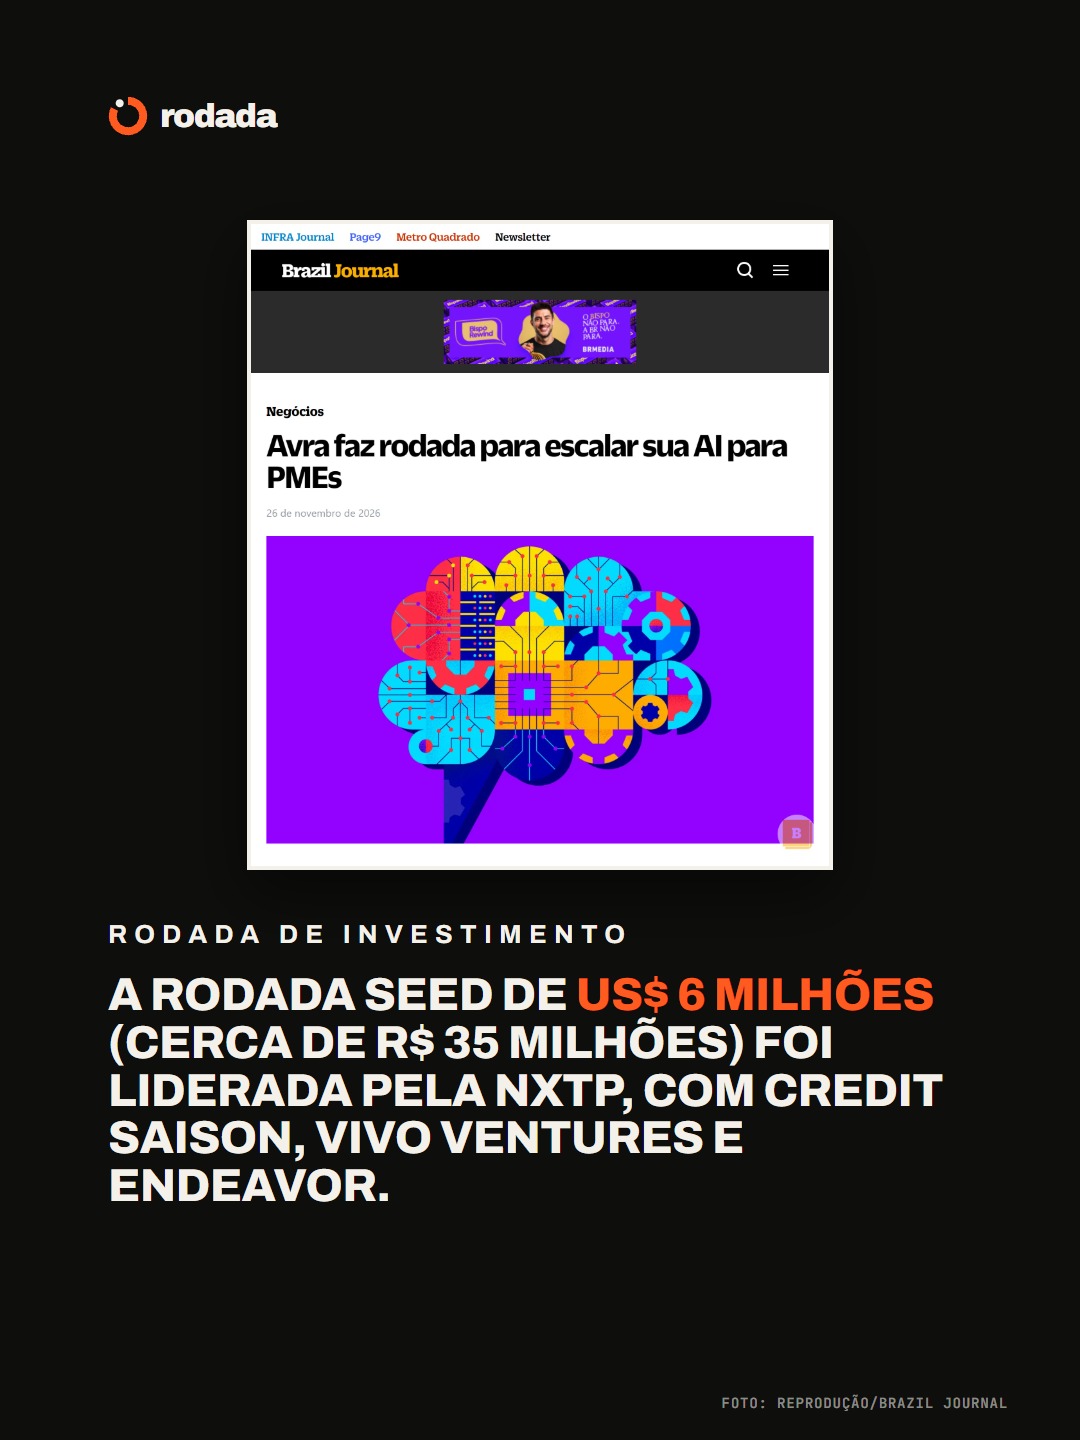 rodada
INFRA Journal Page9 Metro Quadrado Newsletter
Brazil Journal
Bispo
Rewind
O BISPO
NÃO PARA.
A BR NÃO
PARA.
BRMEDIA
Negócios
Avra faz rodada para escalar sua AI para
PMEs
26 de novembro de 2026
B
RODADA DE INVESTIMENTO
A RODADA SEED DE US$ 6 MILHÕES
(CERCA DE R$ 35 MILHÕES) FOI
LIDERADA PELA NXTP, COM CREDIT
SAISON, VIVO VENTURES E
ENDEAVOR.
FOTO: REPRODUÇÃO/BRAZIL JOURNAL